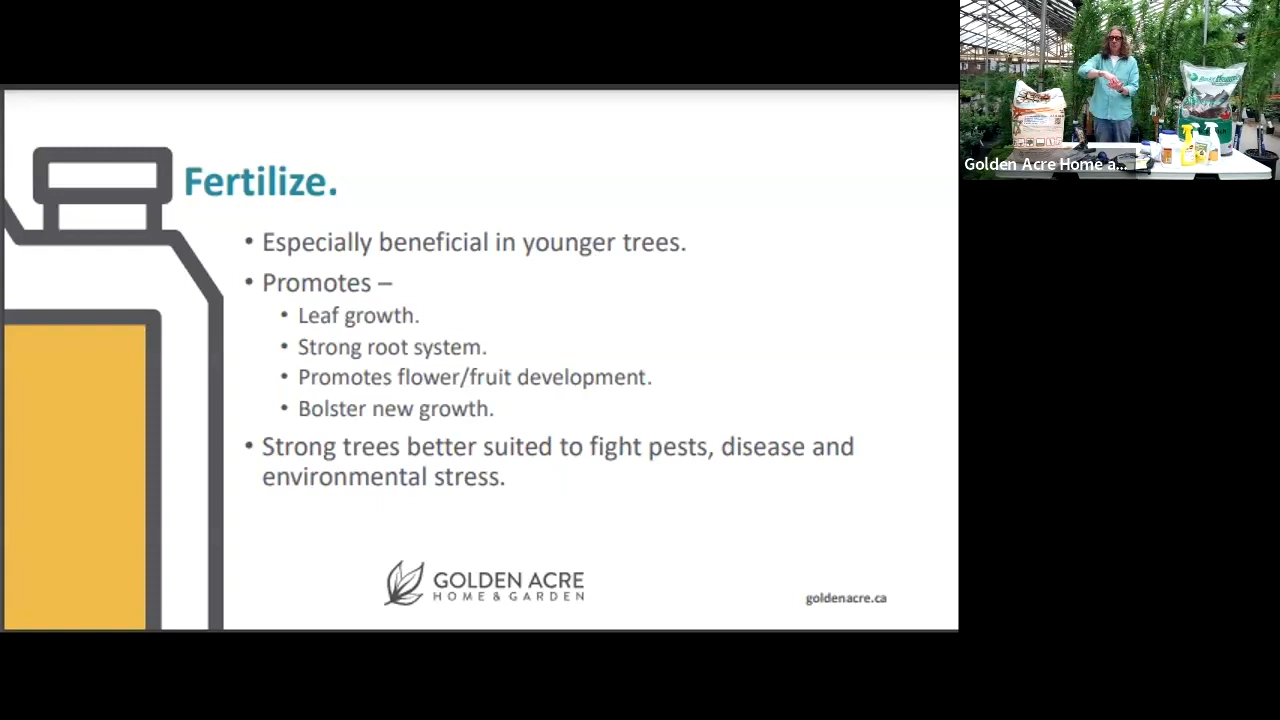 Fertilize.
• Especially beneficial in younger trees.
• Promotes –
• Leaf growth.
• Strong root system.
• Promotes flower/fruit development.
• Bolster new growth.
• Strong trees better suited to fight pests, disease and
environmental stress.
GOLDEN ACRE
HOME & GARDEN
goldenacre.ca
Golden Acre Home a...